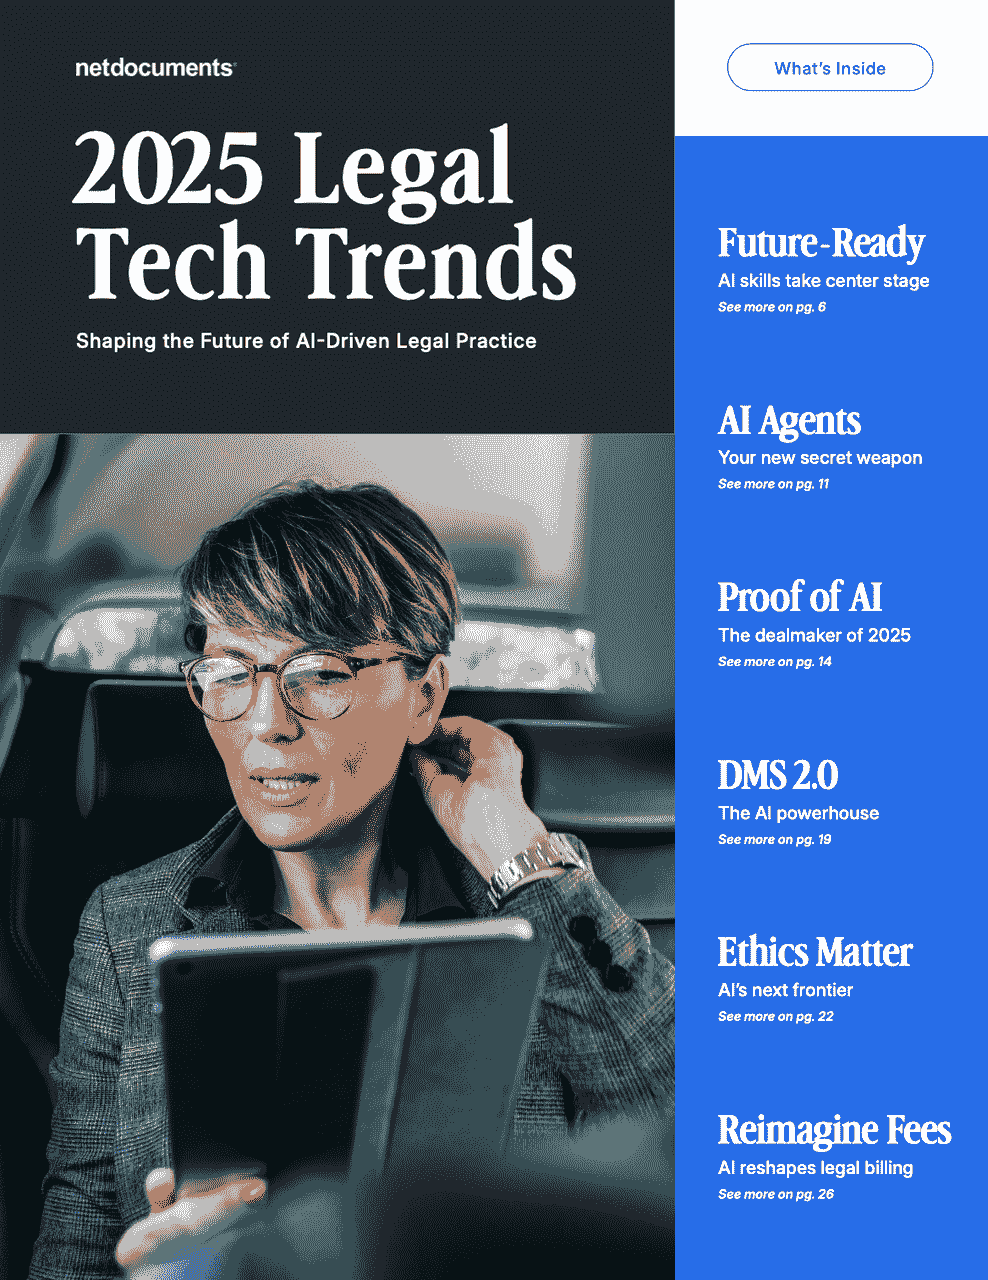 netdocuments
2025 Legal
Tech Trends
Shaping the Future of AI-Driven Legal Practice
What's Inside
Future-Ready
AI skills take center stage
See more on pg. 6
AI Agents
Your new secret weapon
See more on pg. 11
Proof of AI
The dealmaker of 2025
See more on pg. 14
DMS 2.0
The AI powerhouse
See more on pg. 19
Ethics Matter
AI's next frontier
See more on pg. 22
Reimagine Fees
AI reshapes legal billing
See more on pg. 26